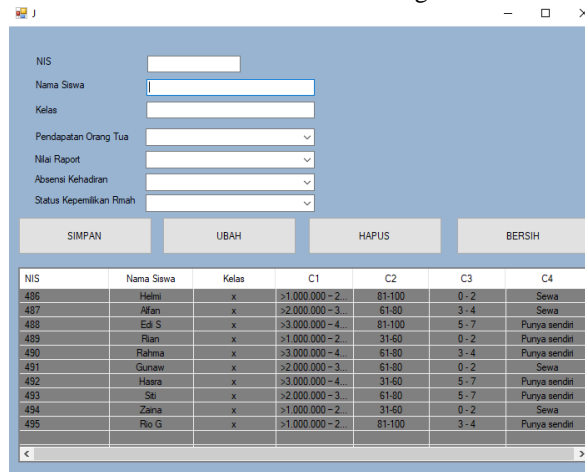 J
NIS
Nama Siswa
Kelas
Pendapatan Orang Tua
Nilai Raport
Absensi Kehadiran
Status Kepemilikan Rmah
SIMPAN UBAH HAPUS BERSIH
NIS Nama Siswa Kelas C1 C2 C3 C4
486 Helmi x >1.000.000 – 2... 81-100 0 - 2 Sewa
487 Alfan x >2.000.000 – 3... 61-80 3 - 4 Sewa
488 Edi S x >3.000.000 – 4... 81-100 5 - 7 Punya sendiri
489 Rian x >1.000.000 – 2... 31-60 0 - 2 Punya sendiri
490 Rahma x >3.000.000 – 4... 61-80 3 - 4 Punya sendiri
491 Gunaw x >2.000.000 – 3... 61-80 0 - 2 Sewa
492 Hasra x >3.000.000 – 4... 31-60 5 - 7 Punya sendiri
493 Siti x >2.000.000 – 3... 61-80 5 - 7 Punya sendiri
494 Zaina x >1.000.000 – 2... 31-60 0 - 2 Sewa
495 Rio G x >1.000.000 – 2... 81-100 3 - 4 Punya sendiri